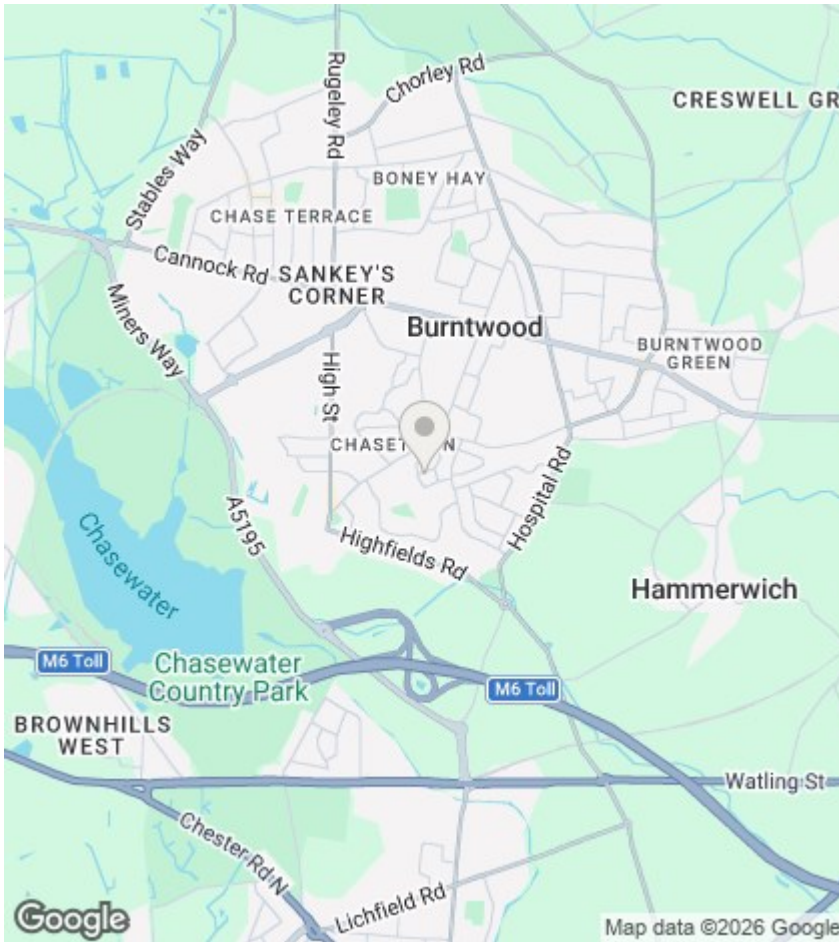 Rugeley Rd
Chorley Rd
CRESWELL GR
Stables Way
BONEY HAY
CHASE TERRACE
Cannock Rd
SANKEY'S
CORNER
Miners Way
Burntwood
BURNTWOOD
GREEN
High St
Hospital Rd
A5195
Chasewater
Highfields Rd
Hammerwich
M6 Toll
Chasewater
Country Park
M6 Toll
BROWNHILLS
WEST
Watling St
Chester Rd N
Lichfield Rd
Google
Map data ©2026 Google